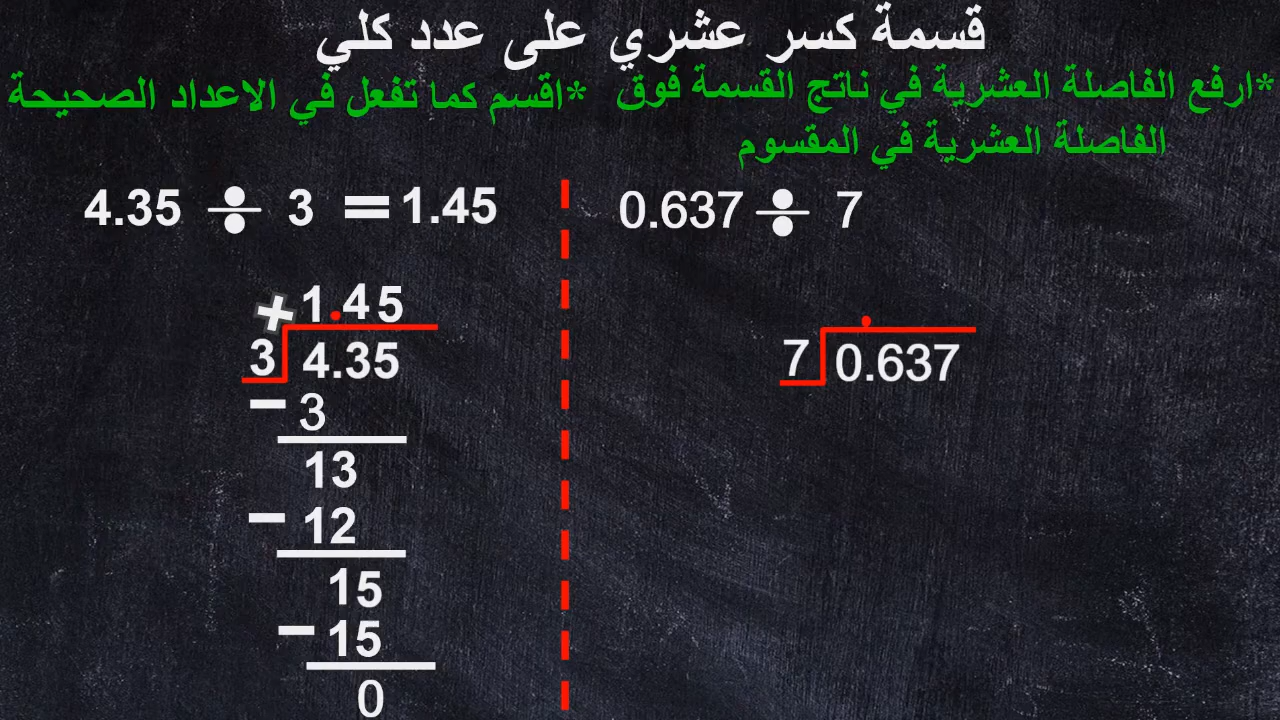 قسمة كسر عشري على عدد كلي
*ارفع الفاصلة العشرية في ناتج القسمة فوق
الفاصلة العشرية في المقسوم
*اقسم كما تفعل في الاعداد الصحيحة
4.35 ÷ 3 = 1.45
+ 1.45
3 4.35
− 3
13
− 12
15
− 15
0
0.637 ÷ 7
.
7 0.637